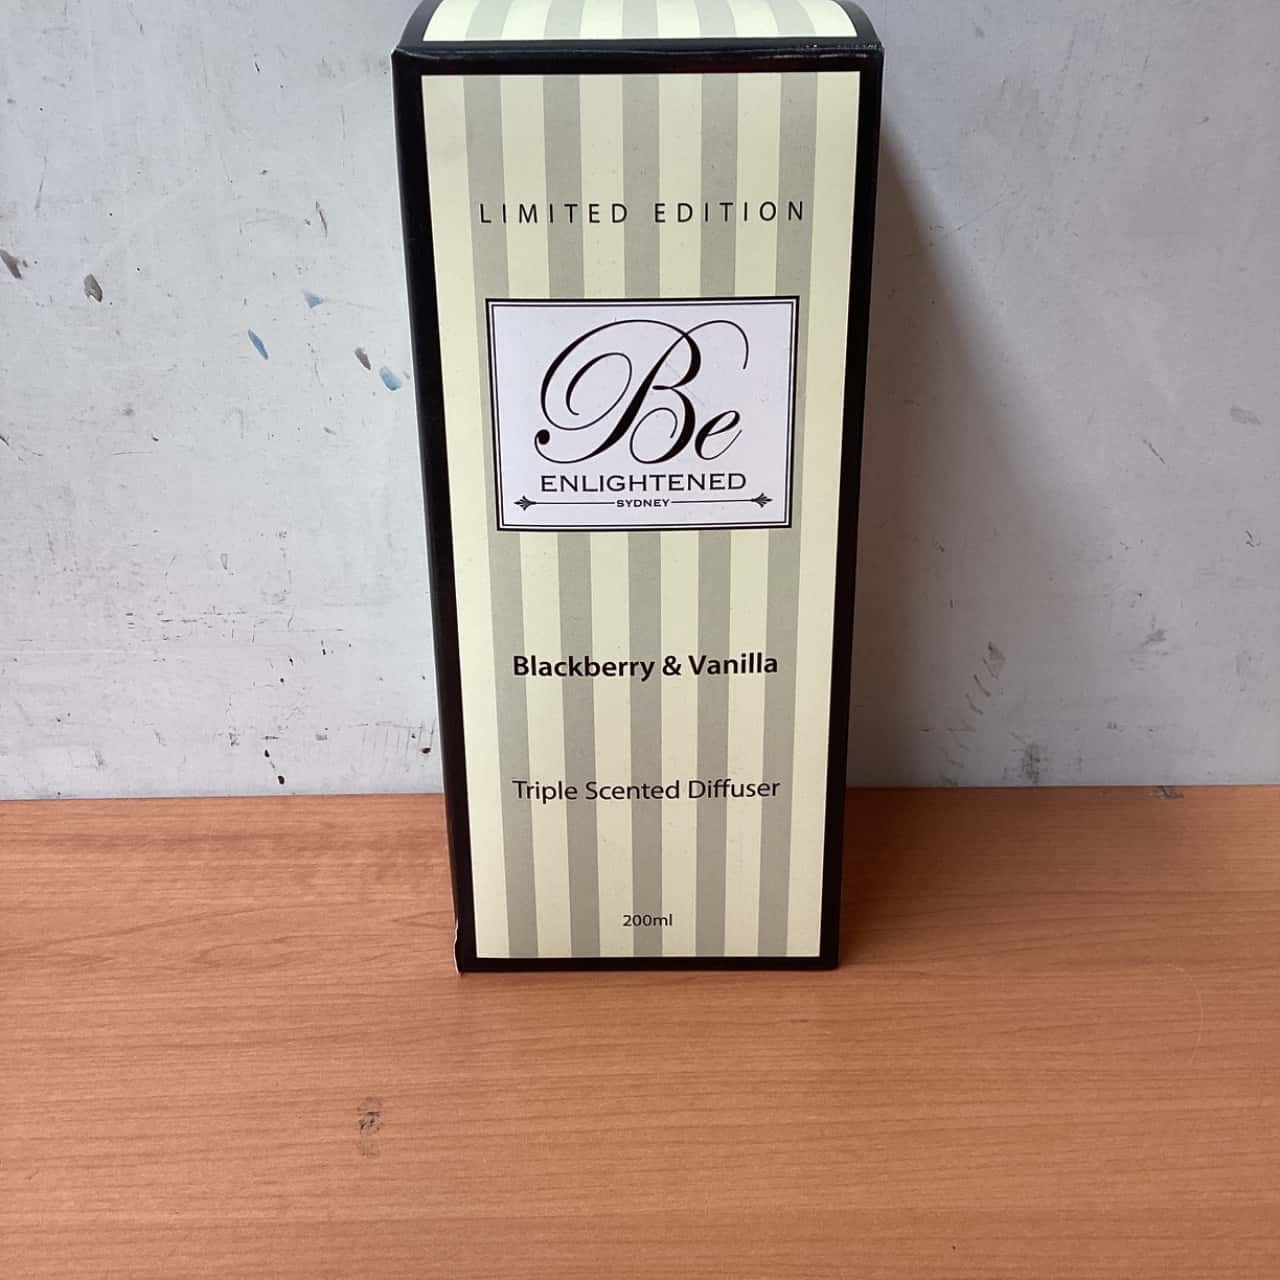 LIMITED EDITION
Be
ENLIGHTENED
SYDNEY
Blackberry & Vanilla
Triple Scented Diffuser
200ml